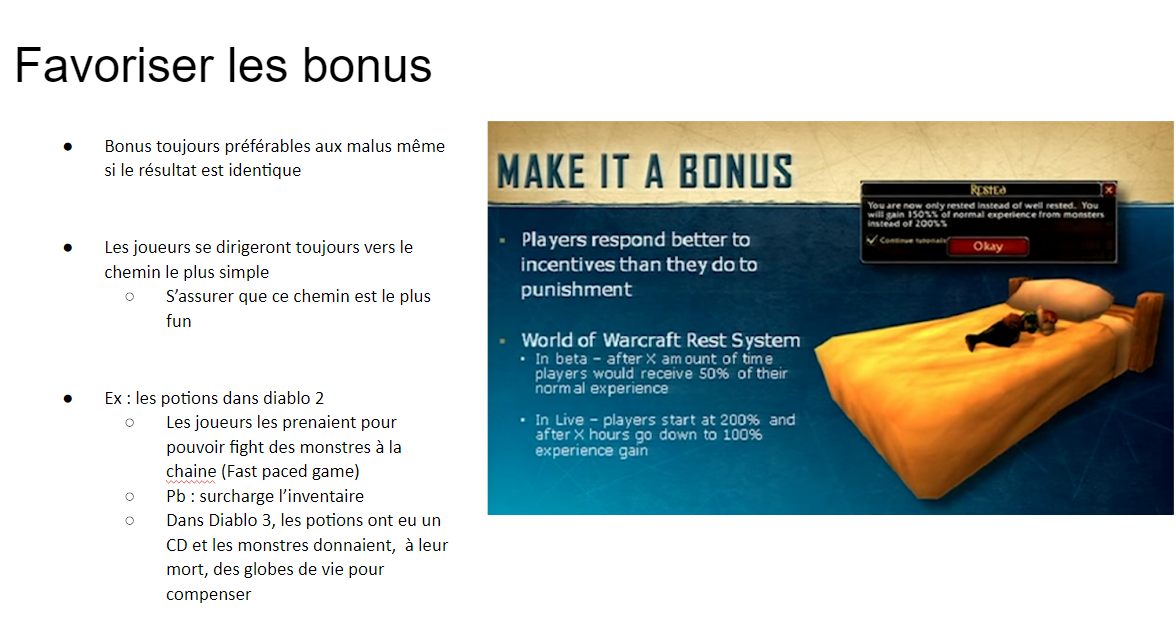 Favoriser les bonus
● Bonus toujours préférables aux malus même
si le résultat est identique
● Les joueurs se dirigeront toujours vers le
chemin le plus simple
○ S’assurer que ce chemin est le plus
fun
● Ex : les potions dans diablo 2
○ Les joueurs les prenaient pour
pouvoir fight des monstres à la
chaine (Fast paced game)
○ Pb : surcharge l’inventaire
○ Dans Diablo 3, les potions ont eu un
CD et les monstres donnaient,  à leur
mort, des globes de vie pour
compenser
MAKE IT A BONUS
Rested
You are now only rested instead of well rested. You
will gain 150%% of normal experience from monsters
instead of 200%%
Continue tutorials
Okay
▪ Players respond better to
incentives than they do to
punishment
▪ World of Warcraft Rest System
• In beta – after X amount of time
players would receive 50% of their
normal experience
• In Live – players start at 200% and
after X hours go down to 100%
experience gain